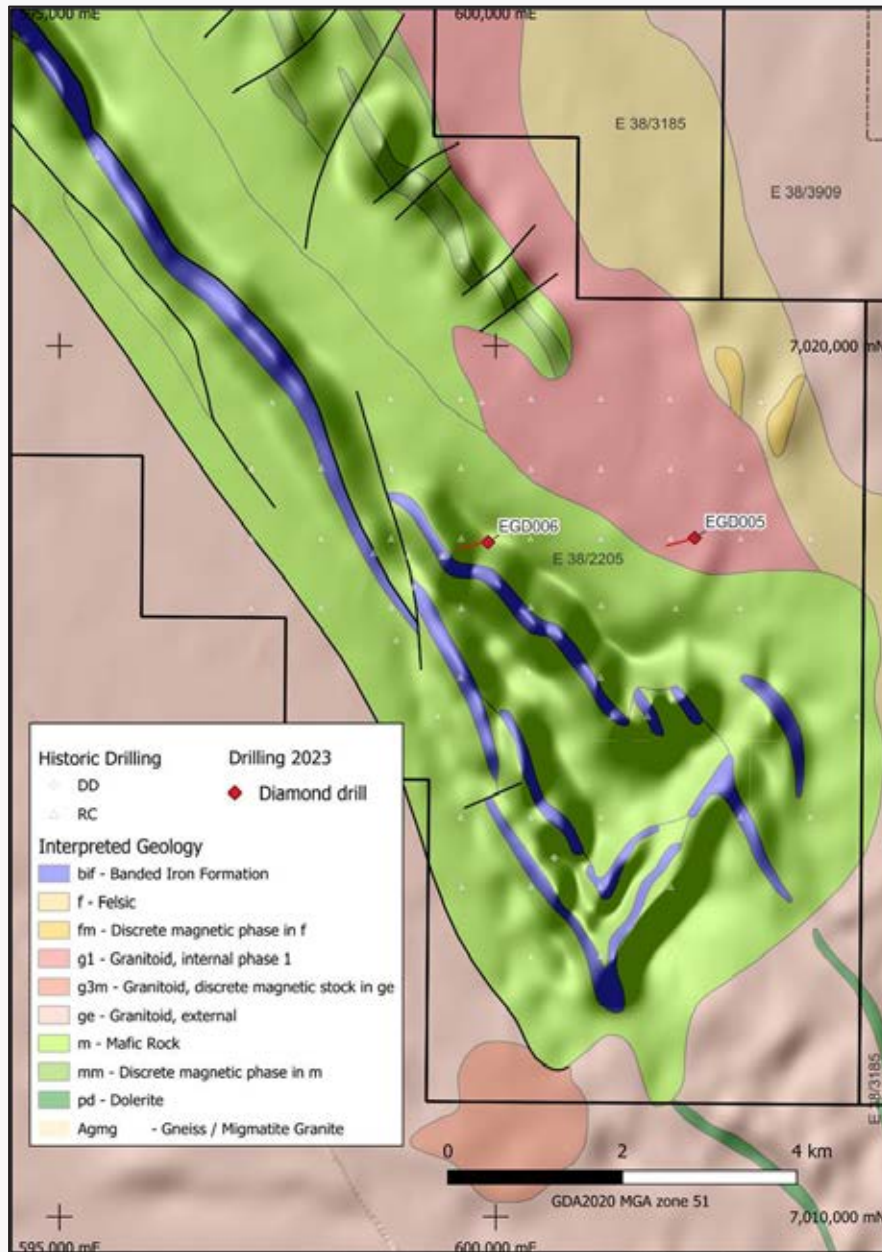 595,000 mE
600,000 mE
E 38/3185
E 38/3909
7,020,000 mN
EGD006
EGD005
E 38/2205
Historic Drilling
DD
RC
Drilling 2023
Diamond drill
Interpreted Geology
bif - Banded Iron Formation
f - Felsic
fm - Discrete magnetic phase in f
g1 - Granitoid, internal phase 1
g3m - Granitoid, discrete magnetic stock in ge
ge - Granitoid, external
m - Mafic Rock
mm - Discrete magnetic phase in m
pd - Dolerite
Agmg - Gneiss / Migmatite Granite
E 38/3185
0 2 4 km
GDA2020 MGA zone 51
7,010,000 mN
595,000 mE
600,000 mE